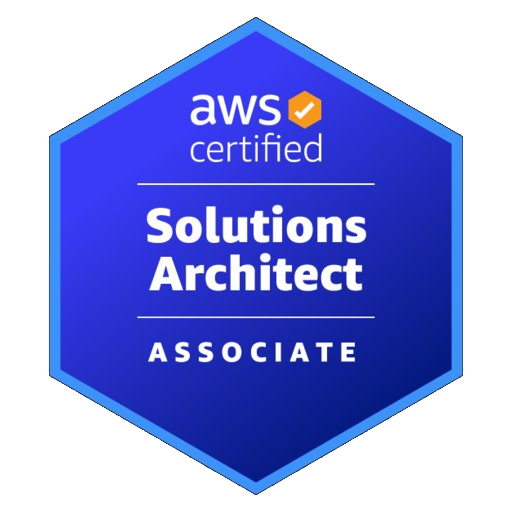 aws
certified
Solutions
Architect
ASSOCIATE